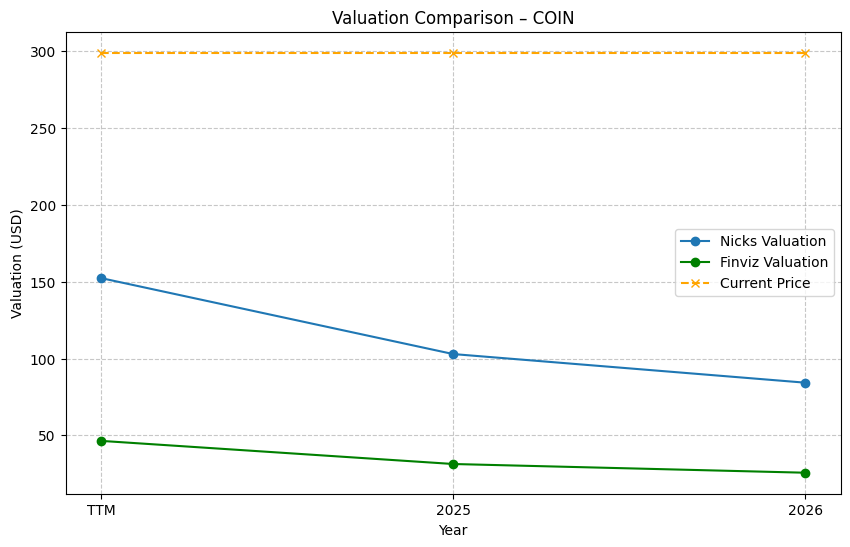 Valuation Comparison – COIN
Valuation (USD)
300
250
200
150
100
50
Nicks Valuation
Finviz Valuation
Current Price
TTM
2025
2026
Year